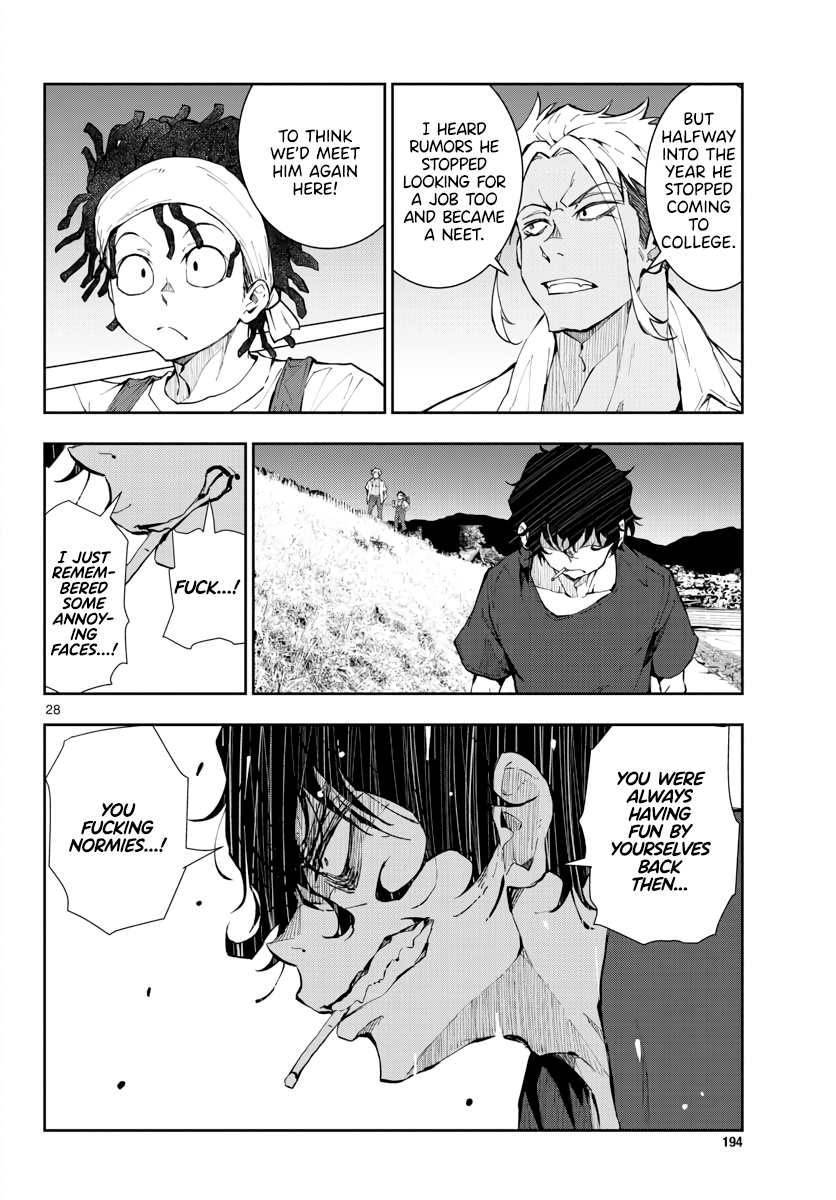 BUT
HALFWAY
INTO THE
YEAR HE
STOPPED
COMING
TO
COLLEGE.
I HEARD
RUMORS HE
STOPPED
LOOKING FOR
A JOB TOO
AND BECAME
A NEET.
TO THINK
WE'D MEET
HIM AGAIN
HERE!
FUCK...!
I JUST
REMEM-
BERED
SOME
ANNOY-
ING
FACES...!
28
YOU WERE
ALWAYS
HAVING
FUN BY
YOURSELVES
BACK
THEN...
YOU
FUCKING
NORMIES...!
194